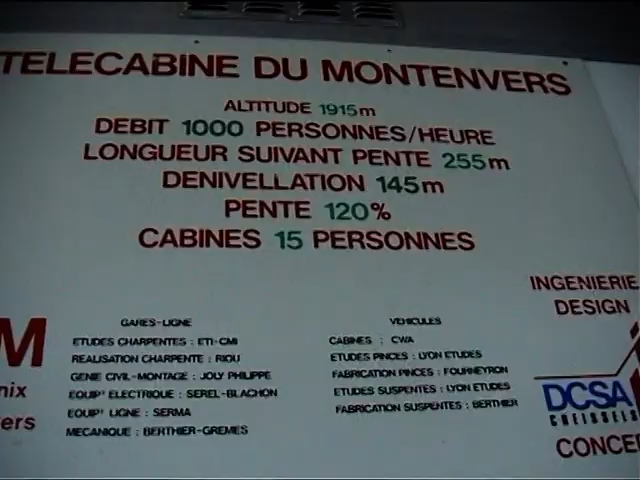 TELECABINE DU MONTENVERS
ALTITUDE 1915m
DEBIT 1000 PERSONNES/HEURE
LONGUEUR SUIVANT PENTE 255m
DENIVELLATION 145m
PENTE 120%
CABINES 15 PERSONNES
M
nix
ers
GARES-LIGNE
ETUDES CHARPENTES : ETI-CMI
REALISATION CHARPENTE : RIOU
GENIE CIVIL-MONTAGE : JOLY PHILIPPE
EQUIPt ELECTRIQUE : SEREL-BLACHON
EQUIPt LIGNE : SERMA
MECANIQUE : BERTHIER-GREMES
VEHICULES
CABINES : CWA
ETUDES PINCES : LYON ETUDES
FABRICATION PINCES : FOURNEYRON
ETUDES SUSPENTES : LYON ETUDES
FABRICATION SUSPENTES : BERTHIER
INGENIERIE
DESIGN
DCSA
CREISSELS
CONCE